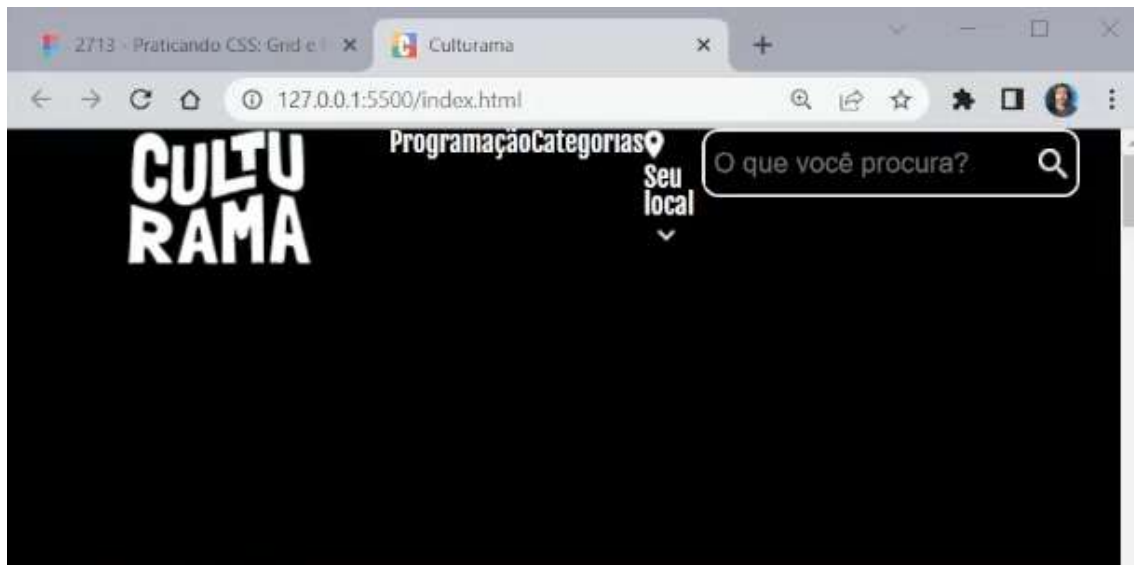 2713 - Praticando CSS: Grid e
Culturama
127.0.0.1:5500/index.html
CULTU
RAMA
ProgramaçãoCategorias
Seu
local
O que você procura?